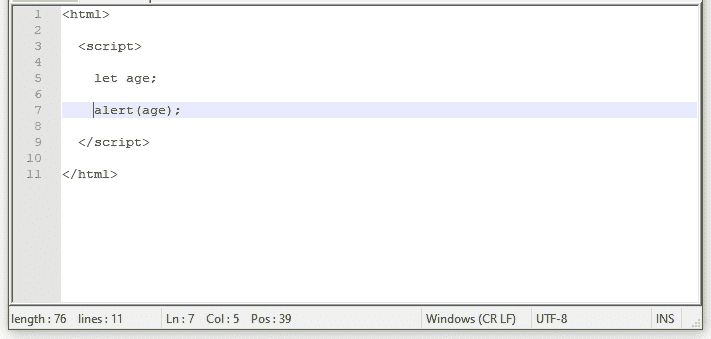 1 <html>
2
3 <script>
4
5 let age;
6
7 alert(age);
8
9 </script>
10
11 </html>
length : 76 lines : 11 Ln : 7 Col : 5 Pos : 39 Windows (CR LF) UTF-8 INS